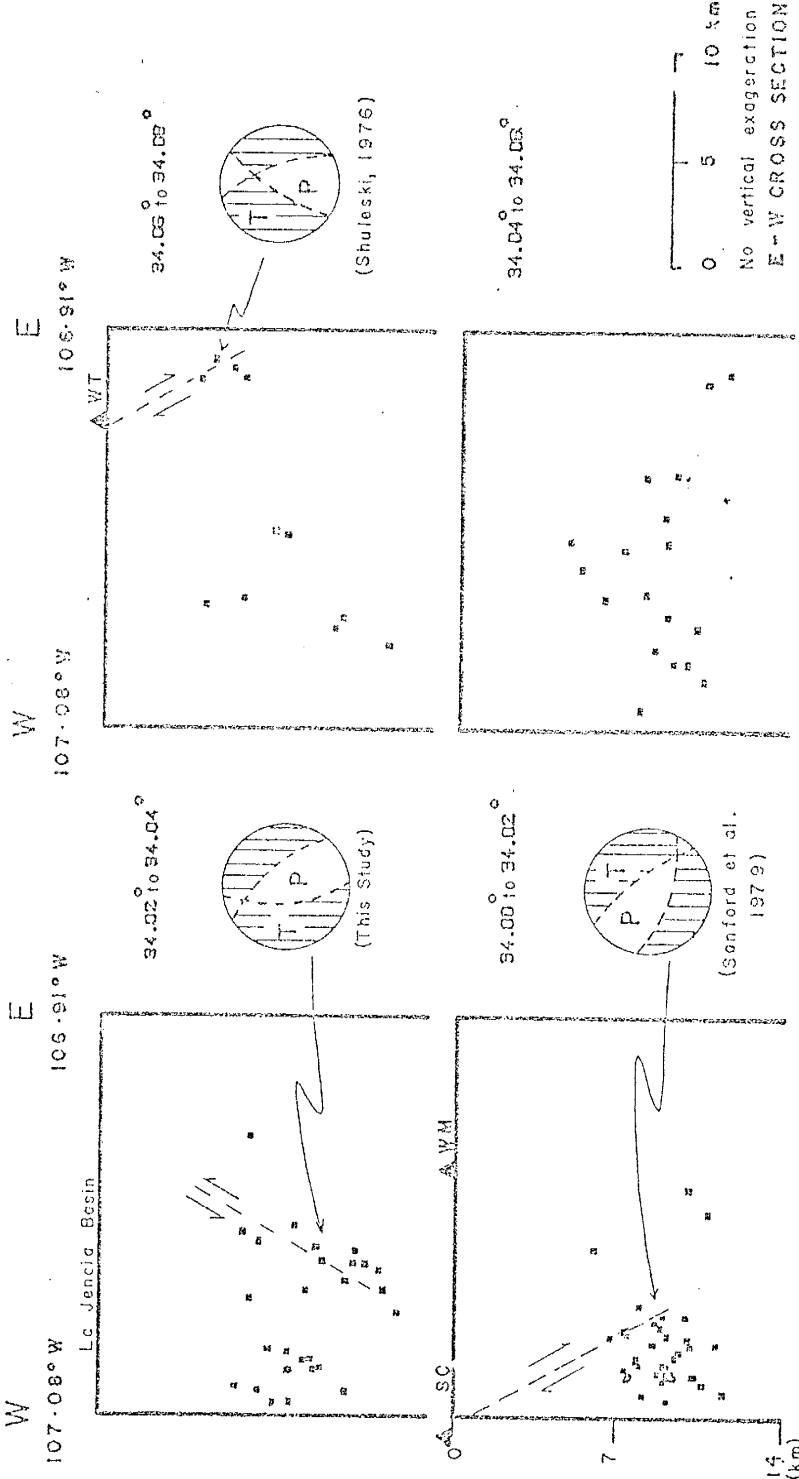 W
E
107.08°W
106.91°W
La Jencia Basin
34.02° to 34.04°
T
P
(This Study)
SC
WM
0
7
14
(km)
34.00° to 34.02°
P
T
(Sanford et al.
1979)
W
E
107.08°W
106.91°W
WT
34.06° to 34.08°
T
X
P
(Shuleski, 1976)
34.04° to 34.06°
0
5
10 km
No vertical exageration
E-W CROSS SECTION